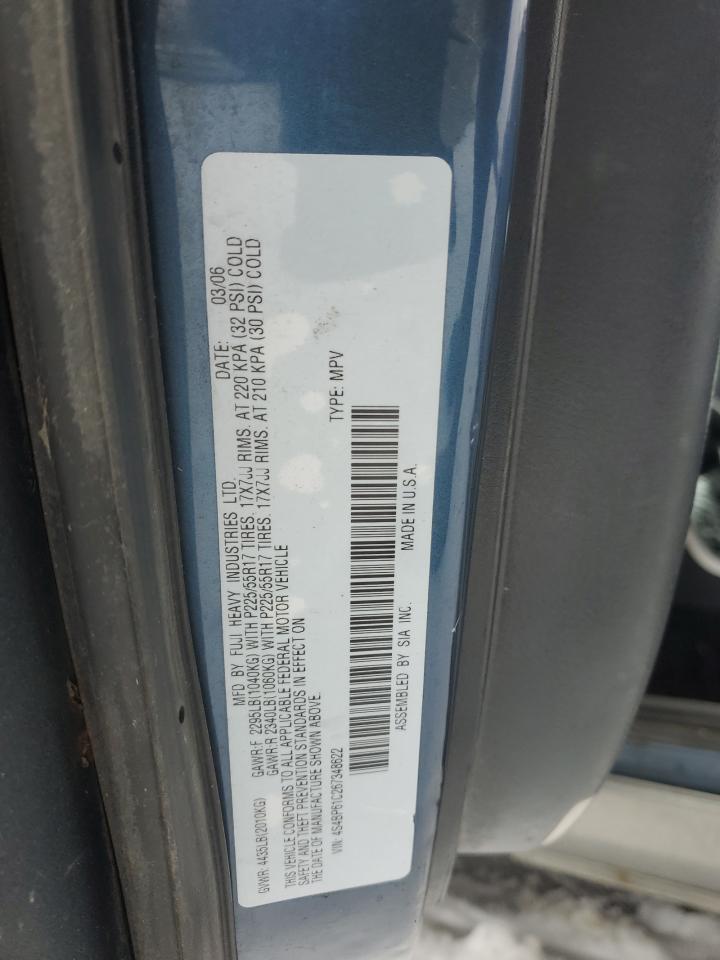 MFD BY FUJI HEAVY INDUSTRIES LTD. DATE: 03/06
GVWR: 4435LB(2010KG) GAWR:F 2295LB(1040KG) WITH P225/55R17 TIRES. 17X7JJ RIMS. AT 220 KPA (32 PSI) COLD
GAWR:R 2340LB(1060KG) WITH P225/55R17 TIRES. 17X7JJ RIMS. AT 210 KPA (30 PSI) COLD
THIS VEHICLE CONFORMS TO ALL APPLICABLE FEDERAL MOTOR VEHICLE
SAFETY AND THEFT PREVENTION STANDARDS IN EFFECT ON
THE DATE OF MANUFACTURE SHOWN ABOVE.
VIN: 4S4BP61C267348622 TYPE: MPV
ASSEMBLED BY SIA INC. MADE IN U.S.A.